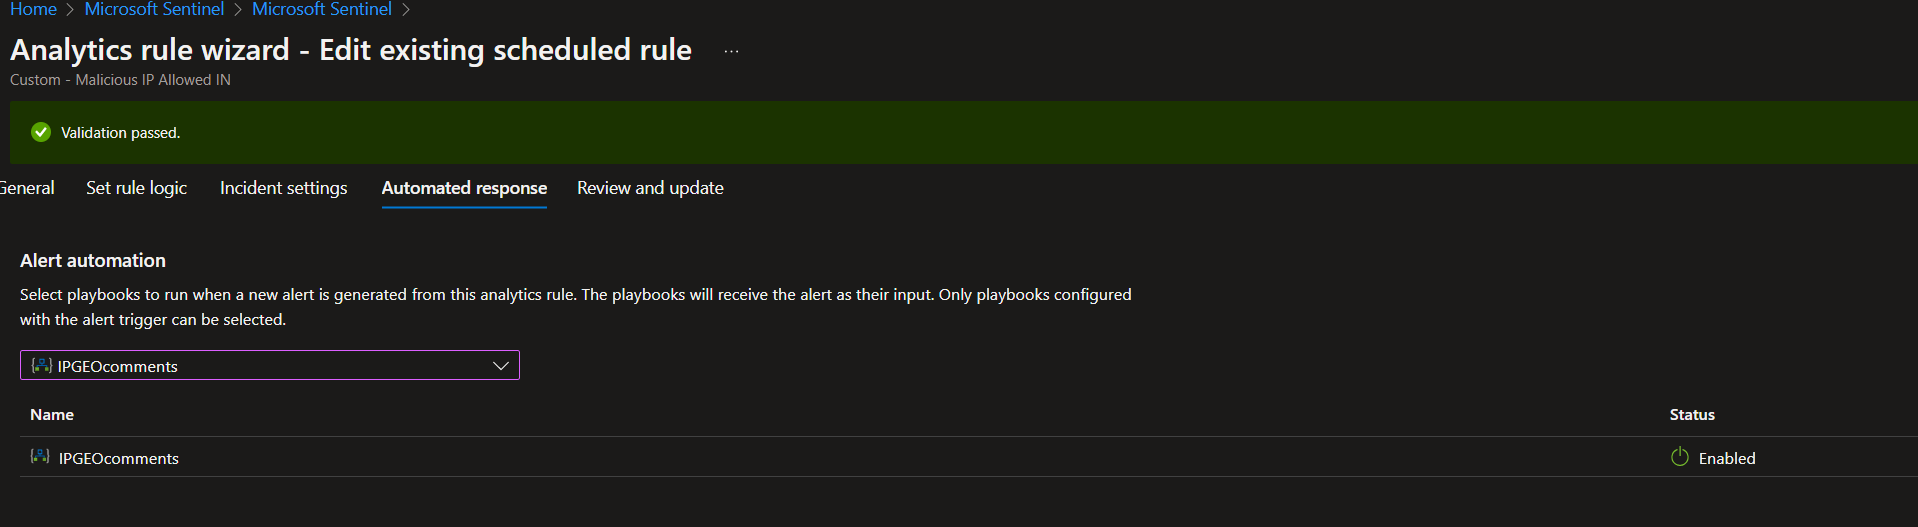 Home > Microsoft Sentinel > Microsoft Sentinel >
Analytics rule wizard - Edit existing scheduled rule ...
Custom - Malicious IP Allowed IN
Validation passed.
General Set rule logic Incident settings Automated response Review and update
Alert automation
Select playbooks to run when a new alert is generated from this analytics rule. The playbooks will receive the alert as their input. Only playbooks configured
with the alert trigger can be selected.
IPGEOcomments
Name Status
IPGEOcomments Enabled